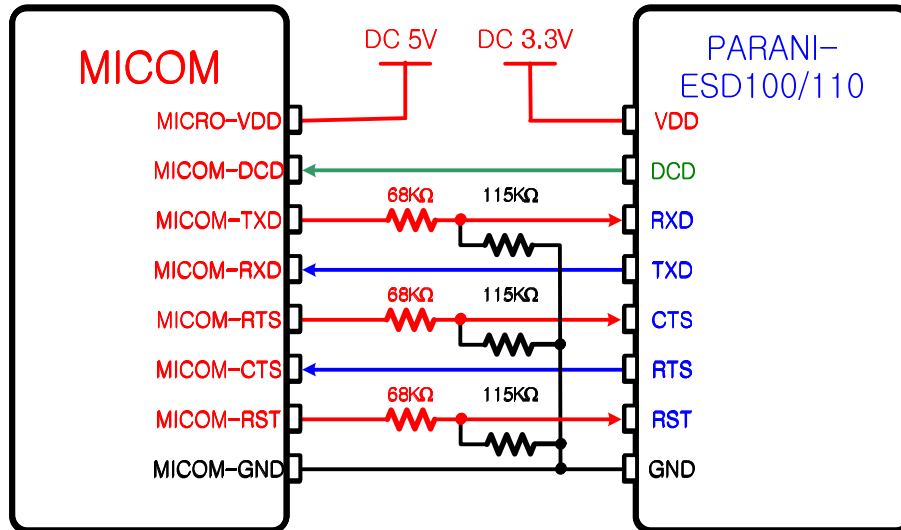 DC 5V DC 3.3V
MICOM
PARANI-
ESD100/110
MICRO-VDD VDD
MICOM-DCD DCD
68KΩ 115KΩ
MICOM-TXD RXD
MICOM-RXD TXD
68KΩ 115KΩ
MICOM-RTS CTS
MICOM-CTS RTS
68KΩ 115KΩ
MICOM-RST RST
MICOM-GND GND